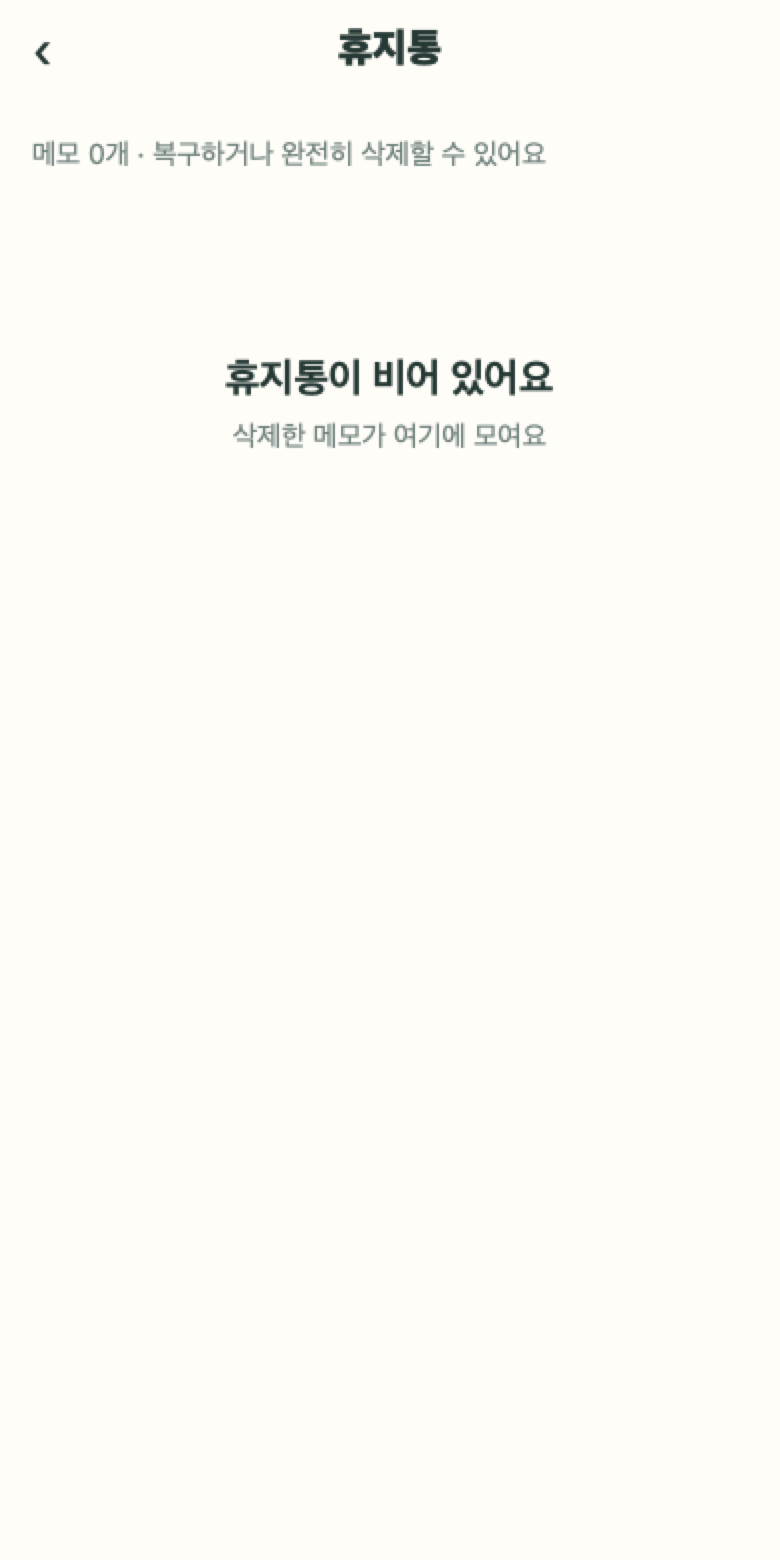 ‹ 휴지통
메모 0개 · 복구하거나 완전히 삭제할 수 있어요
휴지통이 비어 있어요
삭제한 메모가 여기에 모여요